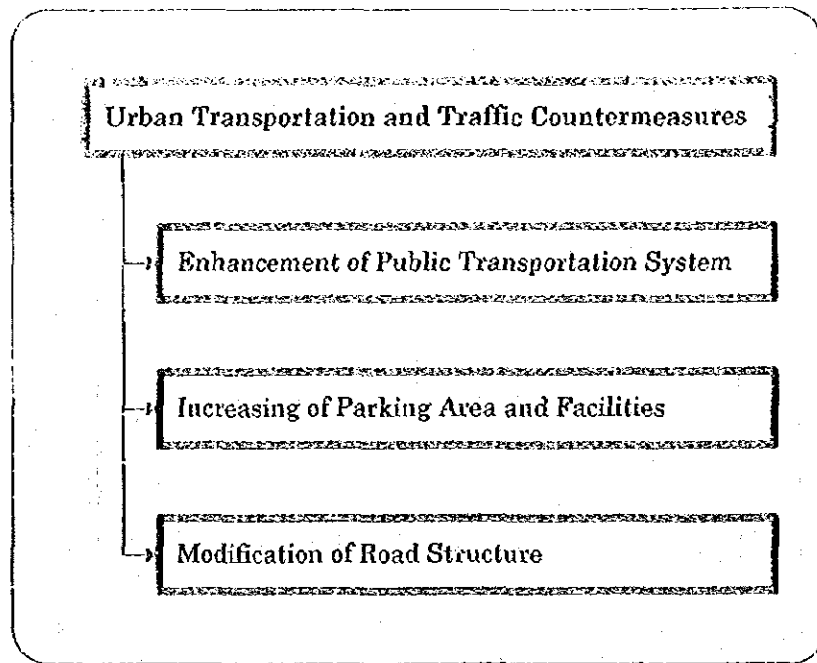 Urban Transportation and Traffic Countermeasures
Enhancement of Public Transportation System
Increasing of Parking Area and Facilities
Modification of Road Structure